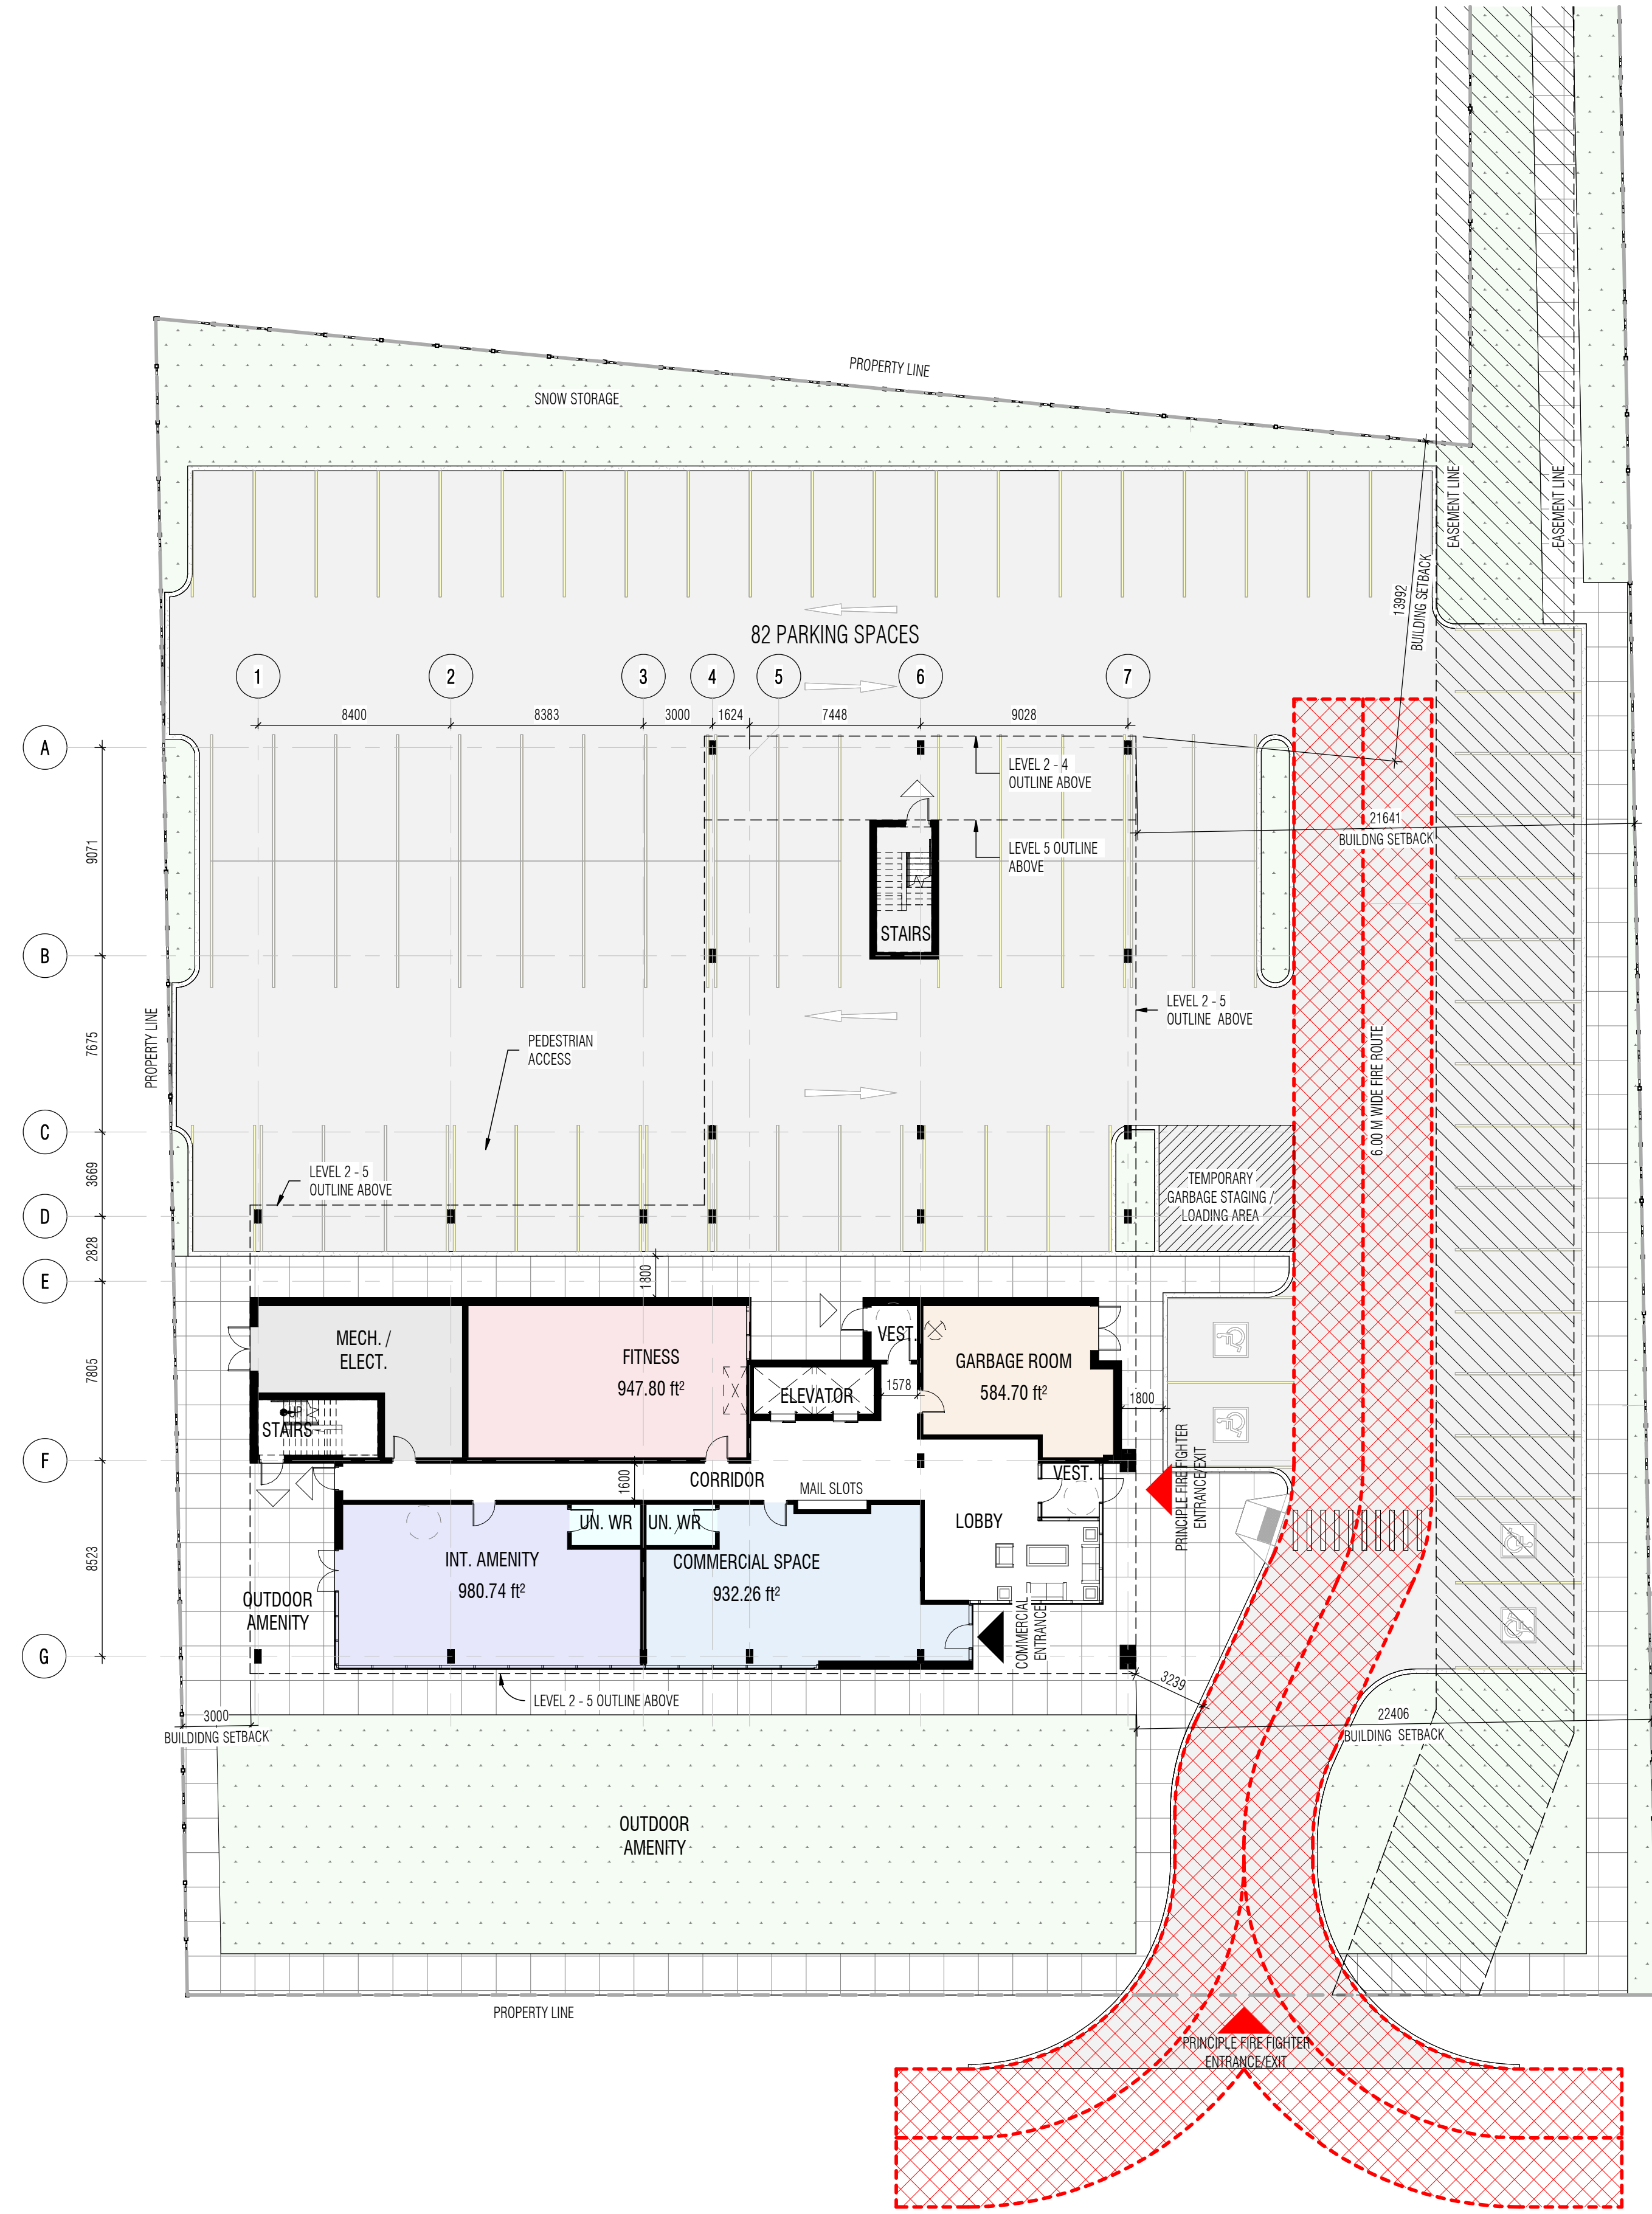 PROPERTY LINE
SNOW STORAGE
EASEMENT LINE
EASEMENT LINE
13992
BUILDING SETBACK
82 PARKING SPACES
1
2
3
4
5
6
7
8400
8383
3000
1624
7448
9028
A
LEVEL 2 - 4
OUTLINE ABOVE
21641
BUILDNG SETBACK
9071
LEVEL 5 OUTLINE
ABOVE
STAIRS
B
LEVEL 2 - 5
OUTLINE ABOVE
PROPERTY LINE
7675
PEDESTRIAN
ACCESS
6.00 M WIDE FIRE ROUTE
C
3669
LEVEL 2 - 5
OUTLINE ABOVE
TEMPORARY
GARBAGE STAGING /
LOADING AREA
D
2828
E
1800
7805
MECH. /
ELECT.
FITNESS
947.80 ft²
VEST.
GARBAGE ROOM
584.70 ft²
ELEVATOR
1578
1800
UP
STAIRS
F
CORRIDOR
1600
MAIL SLOTS
VEST.
PRINCIPLE FIRE FIGHTER
ENTRANCE/EXIT
UN. WR
UN. WR
LOBBY
8523
INT. AMENITY
980.74 ft²
COMMERCIAL SPACE
932.26 ft²
OUTDOOR
AMENITY
COMMERCIAL
ENTRANCE
G
3239
LEVEL 2 - 5 OUTLINE ABOVE
3000
BUILDIDNG SETBACK
22406
BUILDING SETBACK
OUTDOOR
AMENITY
PROPERTY LINE
PRINCIPLE FIRE FIGHTER
ENTRANCE/EXIT